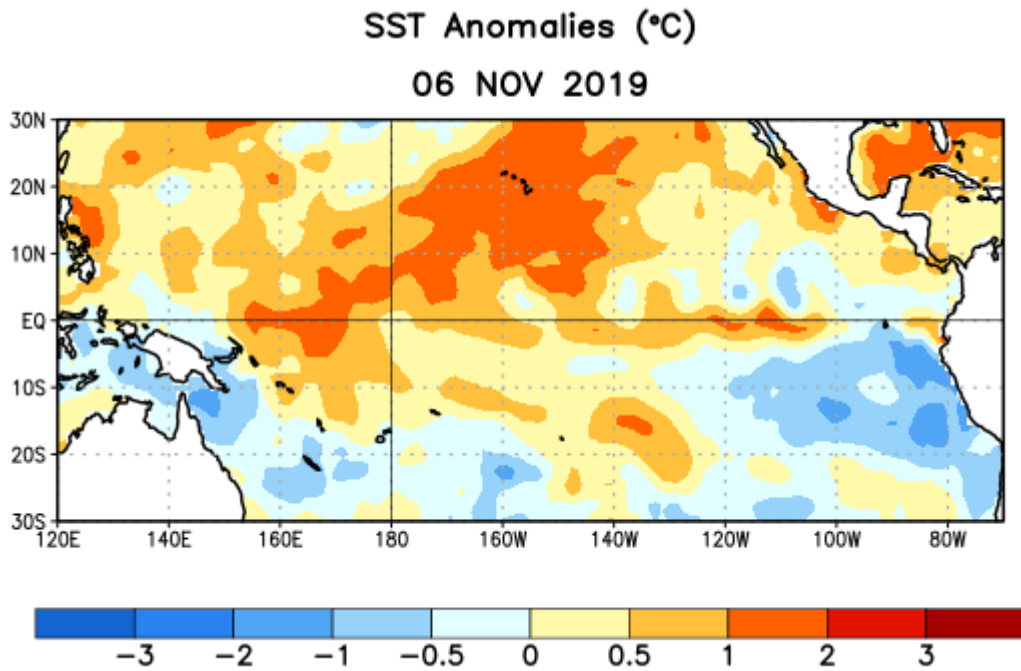 SST Anomalies (°C)
06 NOV 2019
30N
20N
10N
EQ
10S
20S
30S
120E 140E 160E 180 160W 140W 120W 100W 80W
−3 −2 −1 −0.5 0 0.5 1 2 3